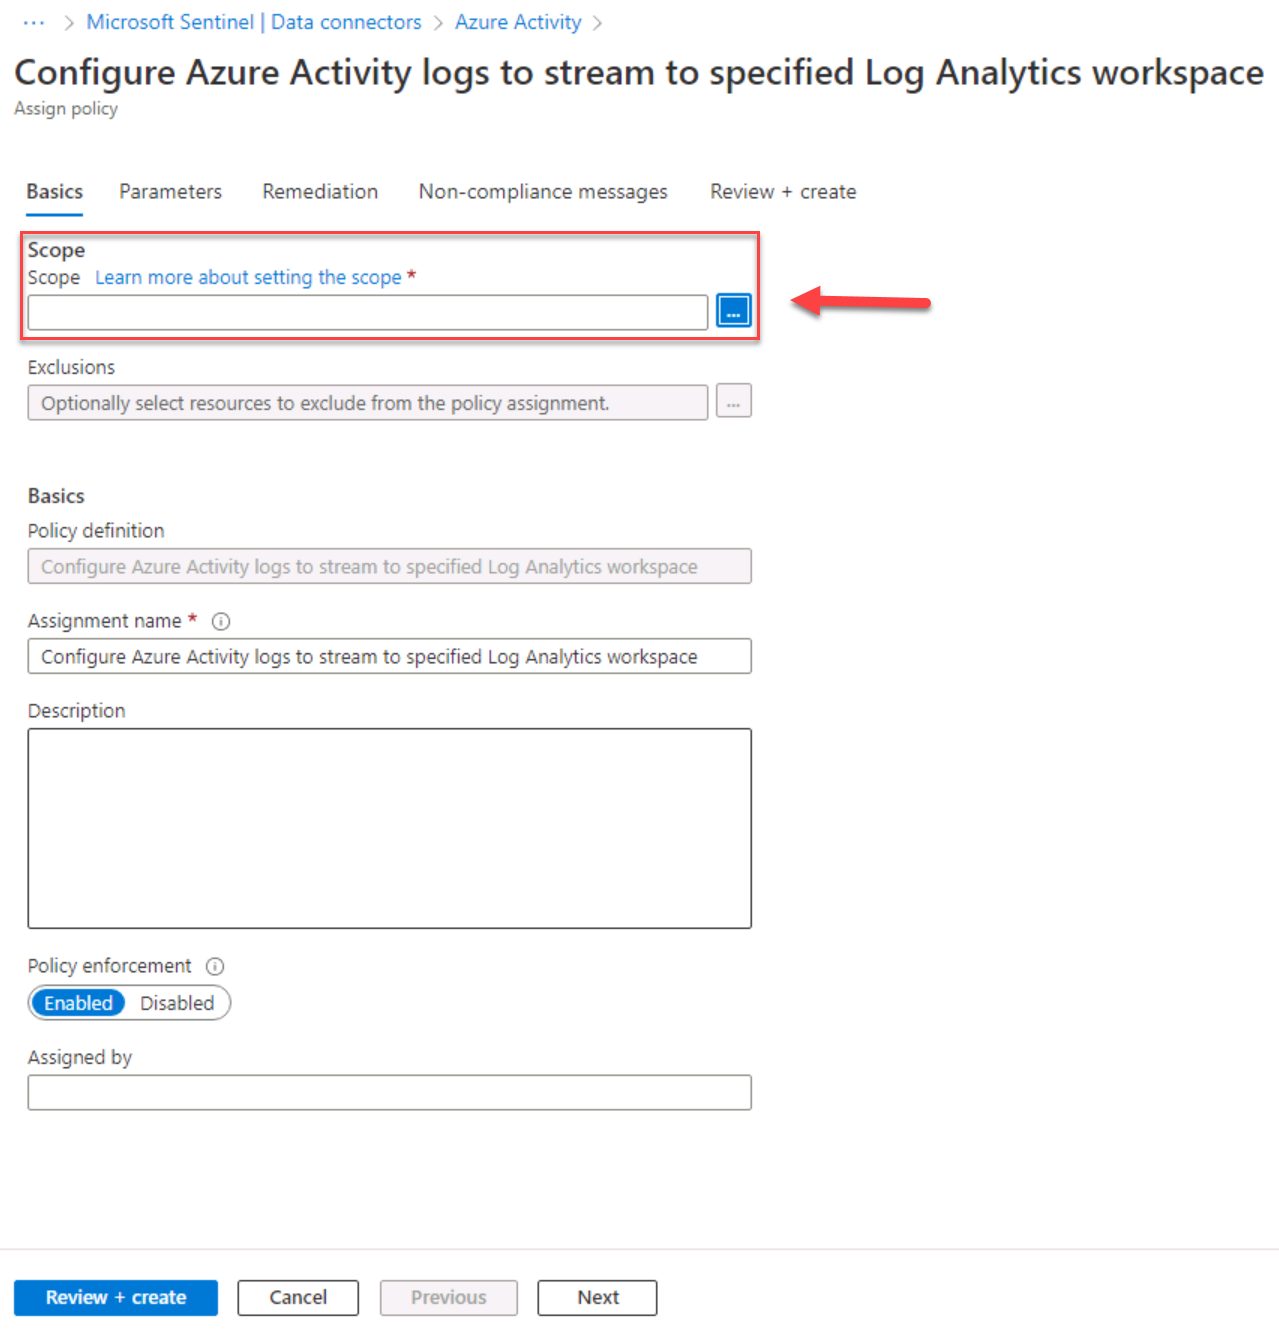 ... > Microsoft Sentinel | Data connectors > Azure Activity >
Configure Azure Activity logs to stream to specified Log Analytics workspace
Assign policy
Basics Parameters Remediation Non-compliance messages Review + create
Scope
Scope Learn more about setting the scope *
...
Exclusions
Optionally select resources to exclude from the policy assignment. ...
Basics
Policy definition
Configure Azure Activity logs to stream to specified Log Analytics workspace
Assignment name *
Configure Azure Activity logs to stream to specified Log Analytics workspace
Description
Policy enforcement
Enabled Disabled
Assigned by
Review + create Cancel Previous Next